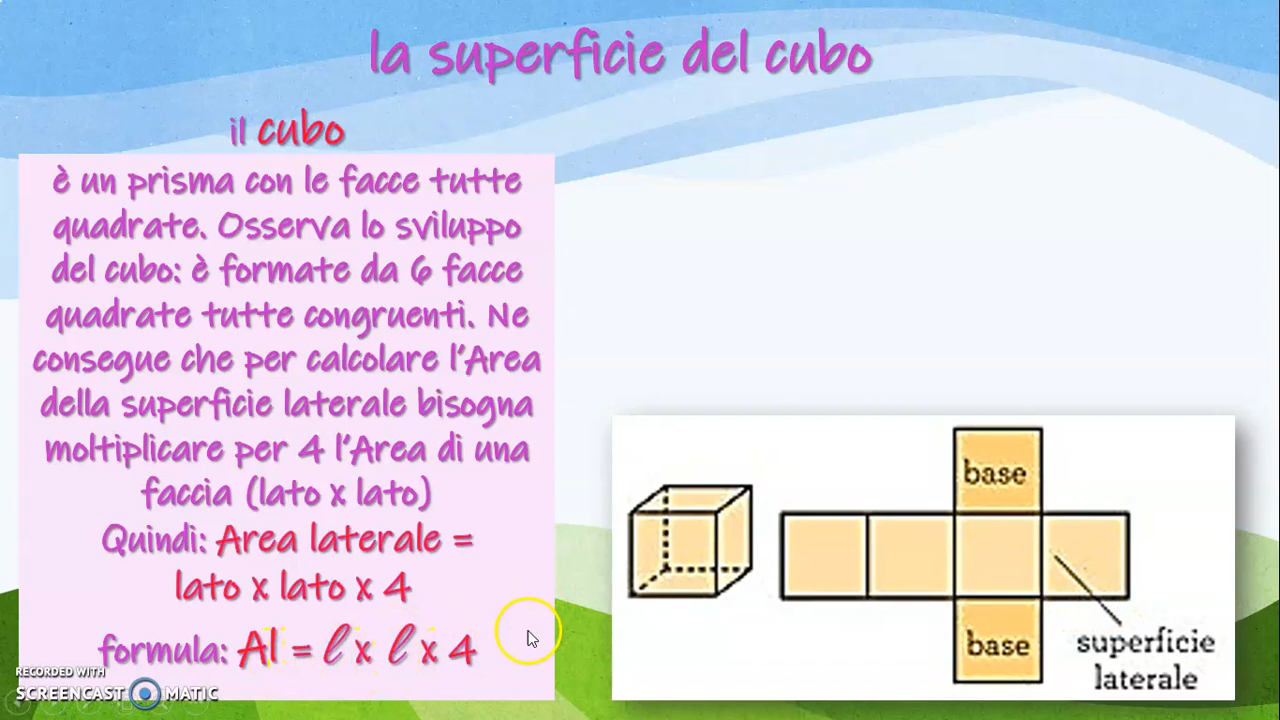 la superficie del cubo
il cubo
è un prisma con le facce tutte
quadrate. Osserva lo sviluppo
del cubo: è formate da 6 facce
quadrate tutte congruenti. Ne
consegue che per calcolare l'Area
della superficie laterale bisogna
moltiplicare per 4 l'Area di una
faccia (lato x lato)
Quindi: Area laterale =
lato x lato x 4
formula: Al = ℓ x ℓ x 4
base
base
superficie
laterale
RECORDED WITH
SCREENCAST MATIC